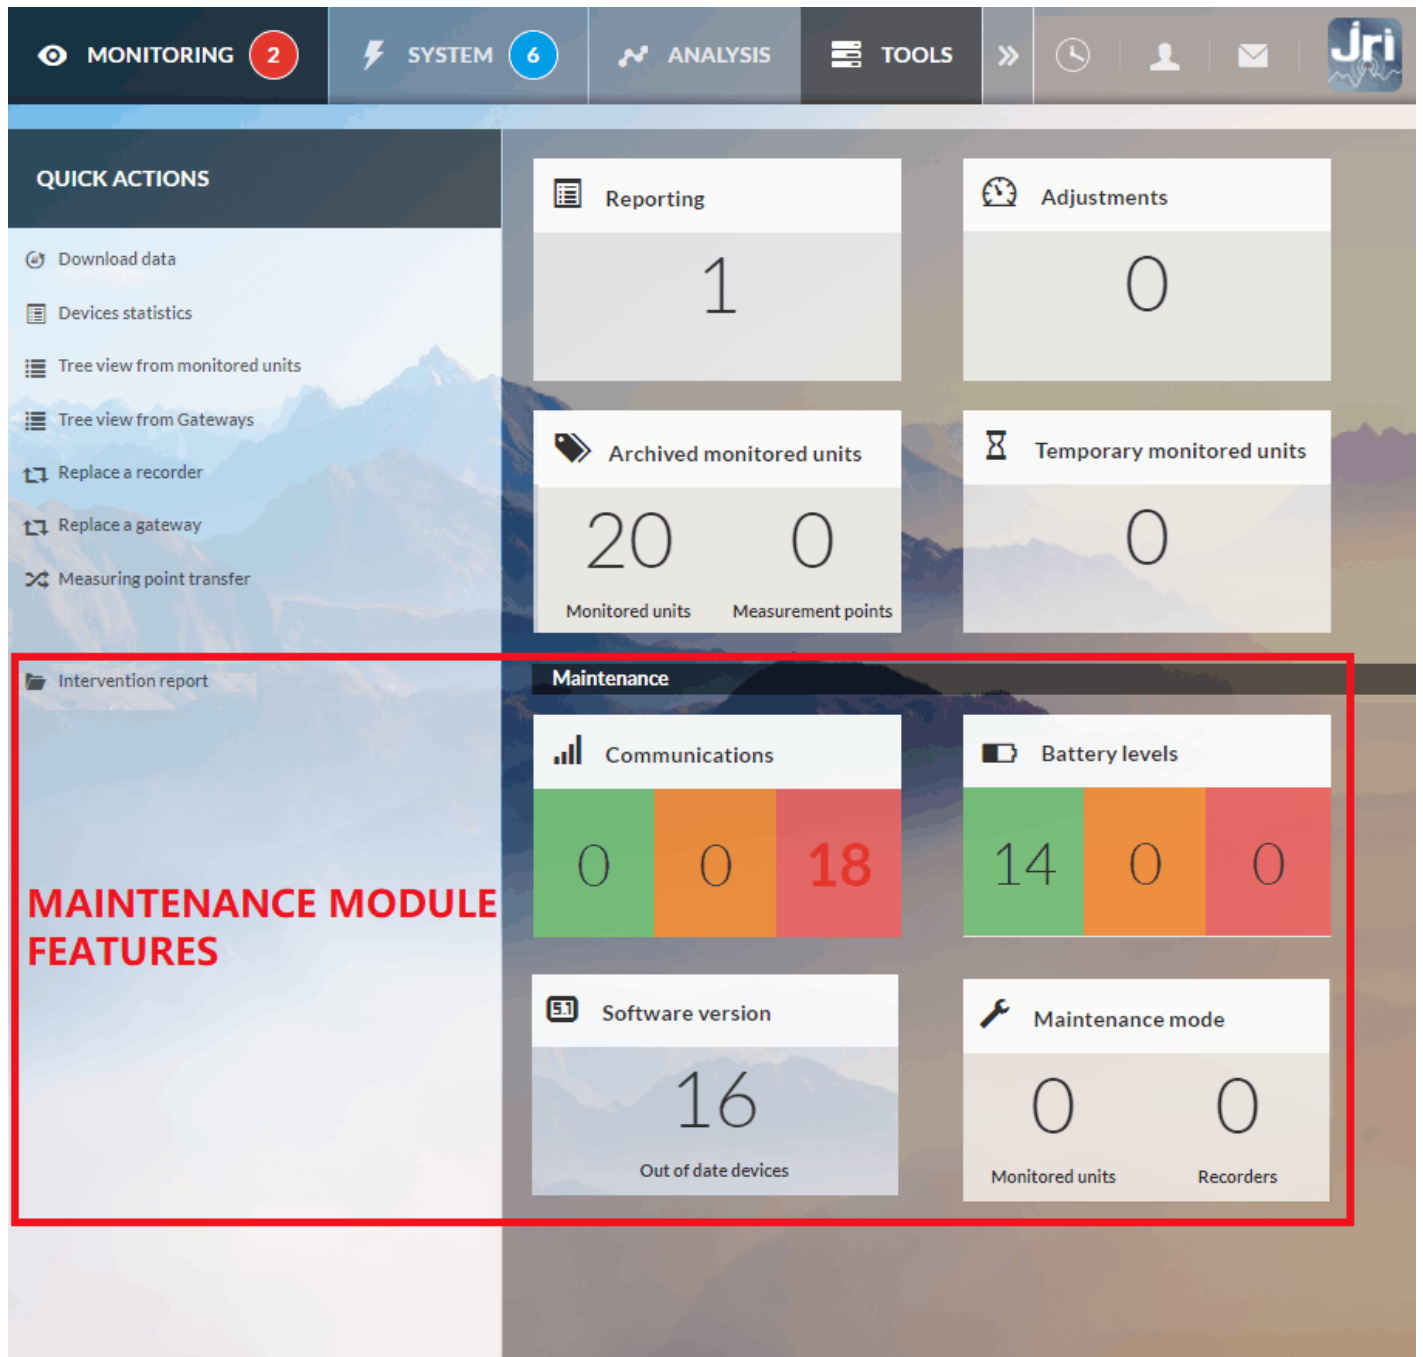 MONITORING 2 SYSTEM 6 ANALYSIS TOOLS Jri
QUICK ACTIONS
Download data
Devices statistics
Tree view from monitored units
Tree view from Gateways
Replace a recorder
Replace a gateway
Measuring point transfer
Intervention report
MAINTENANCE MODULE
FEATURES
Reporting
1
Adjustments
0
Archived monitored units
20 0
Monitored units Measurement points
Temporary monitored units
0
Maintenance
Communications
0 0 18
Battery levels
14 0 0
5.1 Software version
16
Out of date devices
Maintenance mode
0 0
Monitored units Recorders